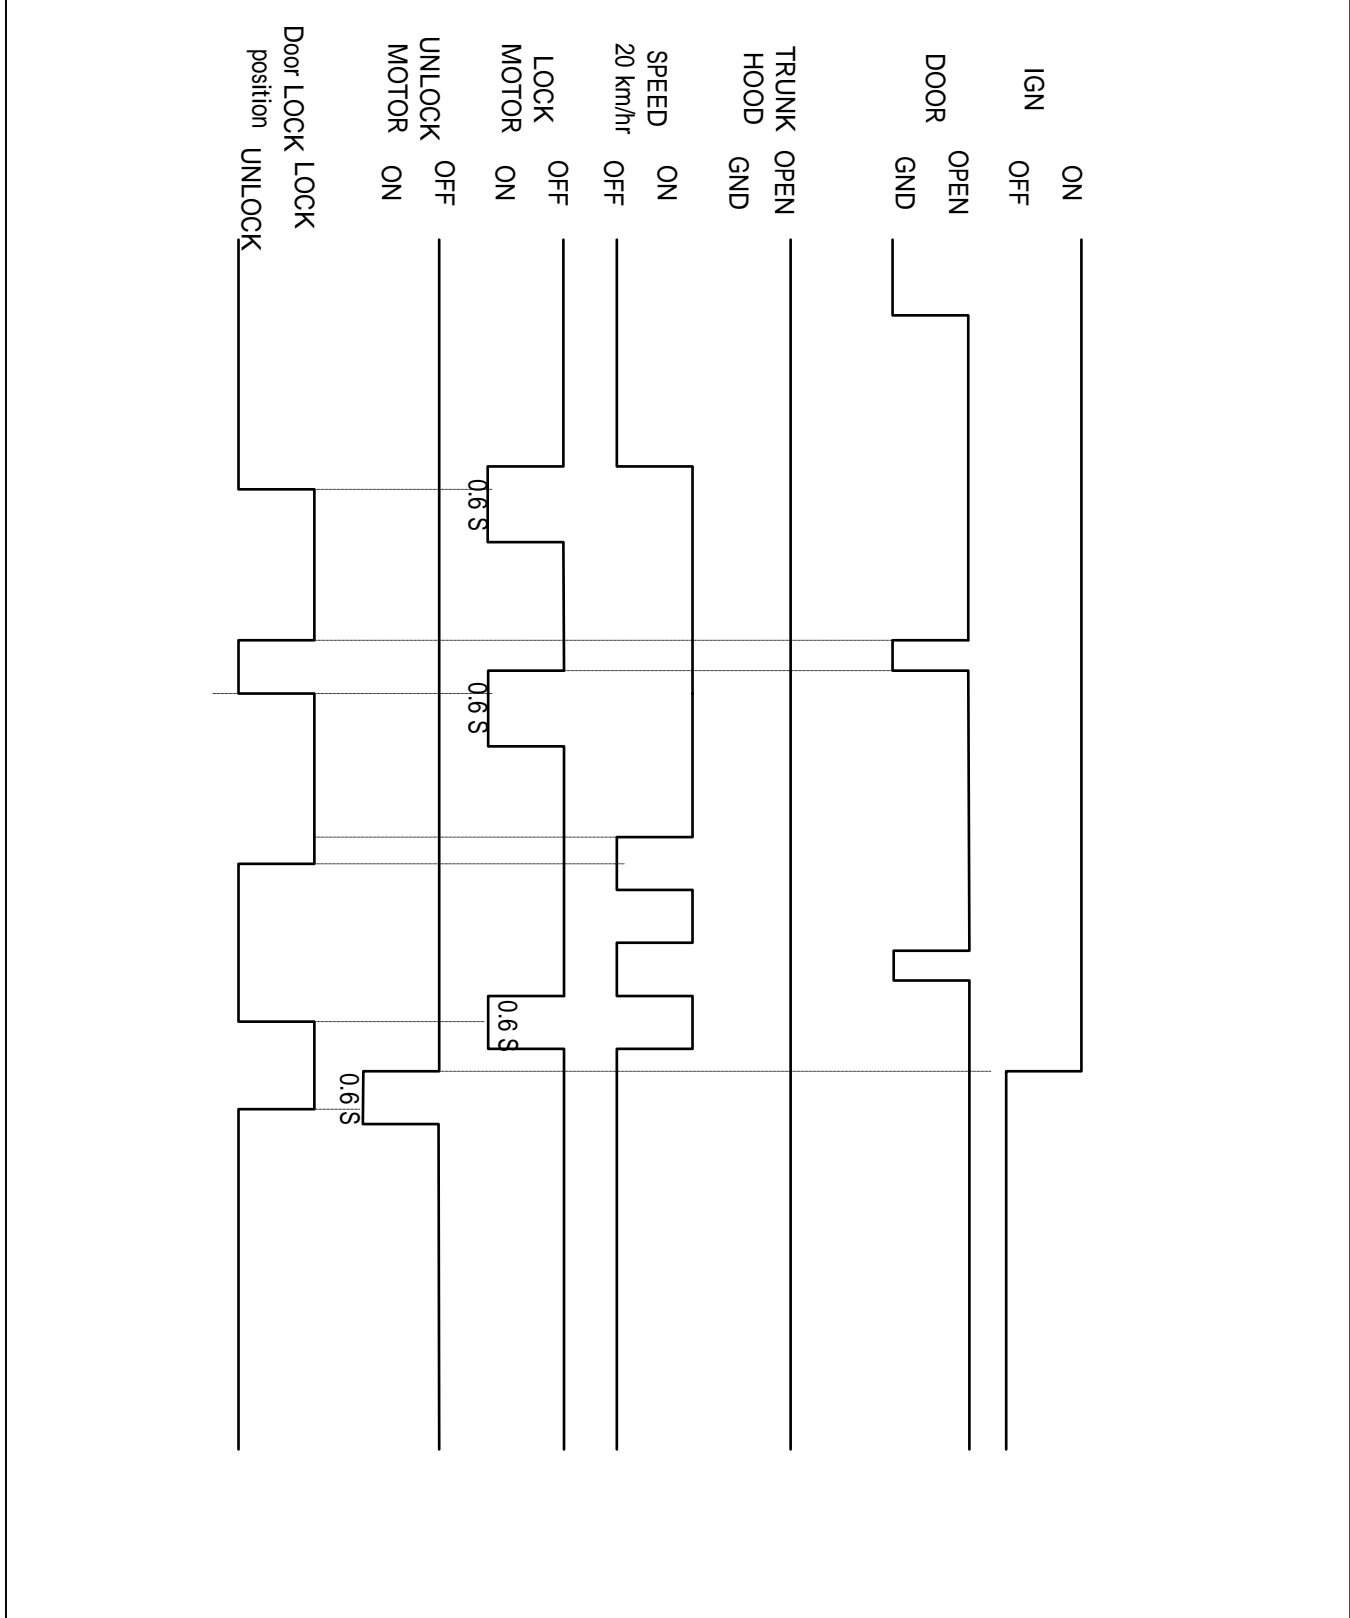 IGN
ON
OFF
DOOR
OPEN
GND
TRUNK
HOOD
OPEN
GND
SPEED
20 km/hr
ON
OFF
LOCK
MOTOR
OFF
ON
0.6 S
0.6 S
0.6 S
UNLOCK
MOTOR
OFF
ON
0.6 S
Door LOCK
position
LOCK
UNLOCK